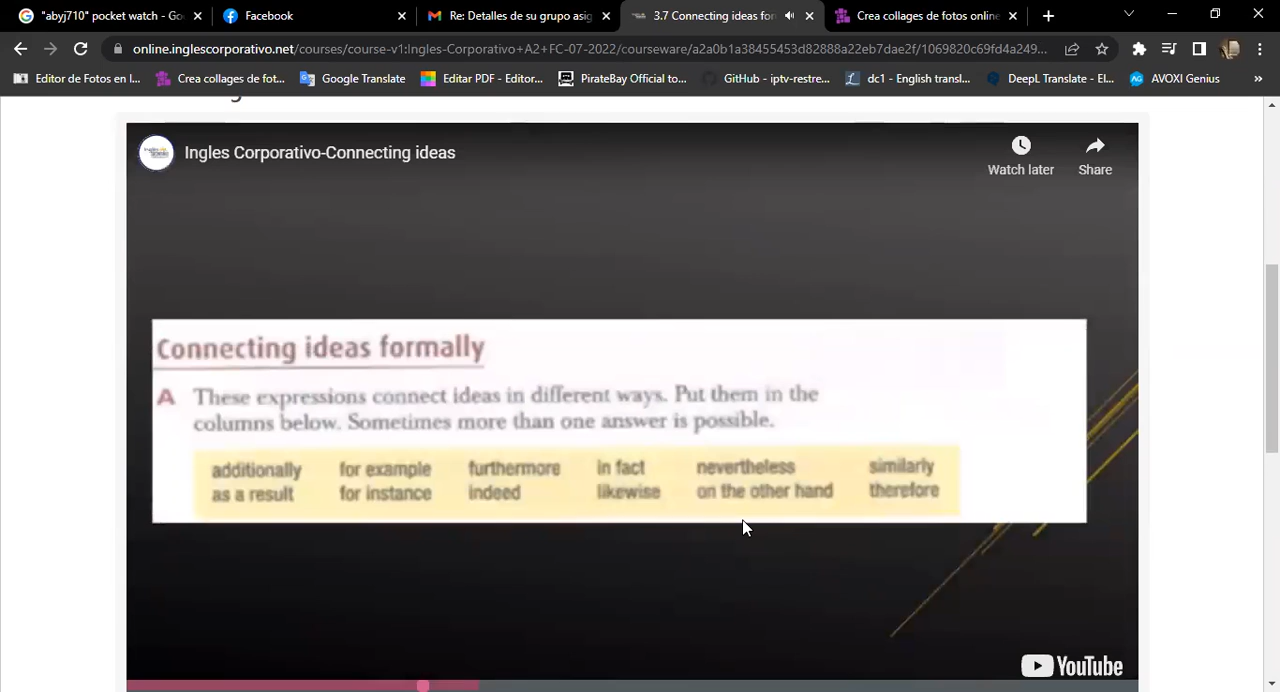 "abyj710" pocket watch - Go
Facebook
Re: Detalles de su grupo asig
3.7 Connecting ideas for
Crea collages de fotos online
online.inglescorporativo.net/courses/course-v1:Ingles-Corporativo+A2+FC-07-2022/courseware/a2a0b1a38455453d82888a22eb7dae2f/1069820c69fd4a249...
Editor de Fotos en l...
Crea collages de fot...
Google Translate
Editar PDF - Editor...
PirateBay Official to...
GitHub - iptv-restre...
dc1 - English transl...
DeepL Translate - El...
AVOXI Genius
»
Ingles Corporativo-Connecting ideas
Watch later
Share
Connecting ideas formally
A These expressions connect ideas in different ways. Put them in the
columns below. Sometimes more than one answer is possible.
additionally for example furthermore in fact nevertheless similarly
as a result for instance indeed likewise on the other hand therefore
YouTube